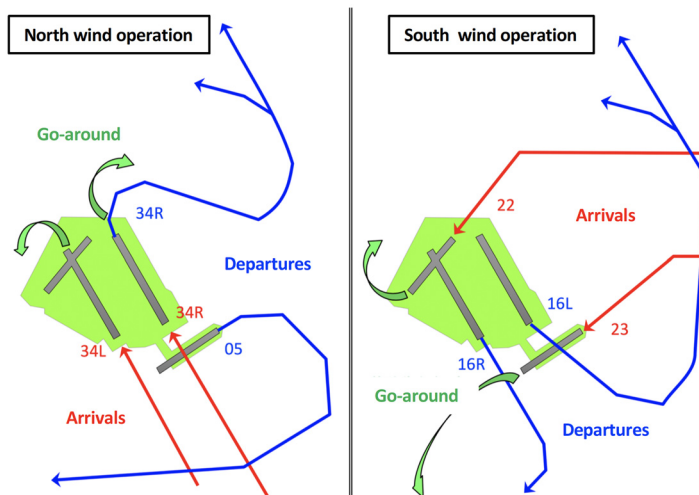 North wind operation
Go-around
34R
Departures
34R
34L
05
Arrivals
South wind operation
22
Arrivals
16L
23
16R
Go-around
Departures